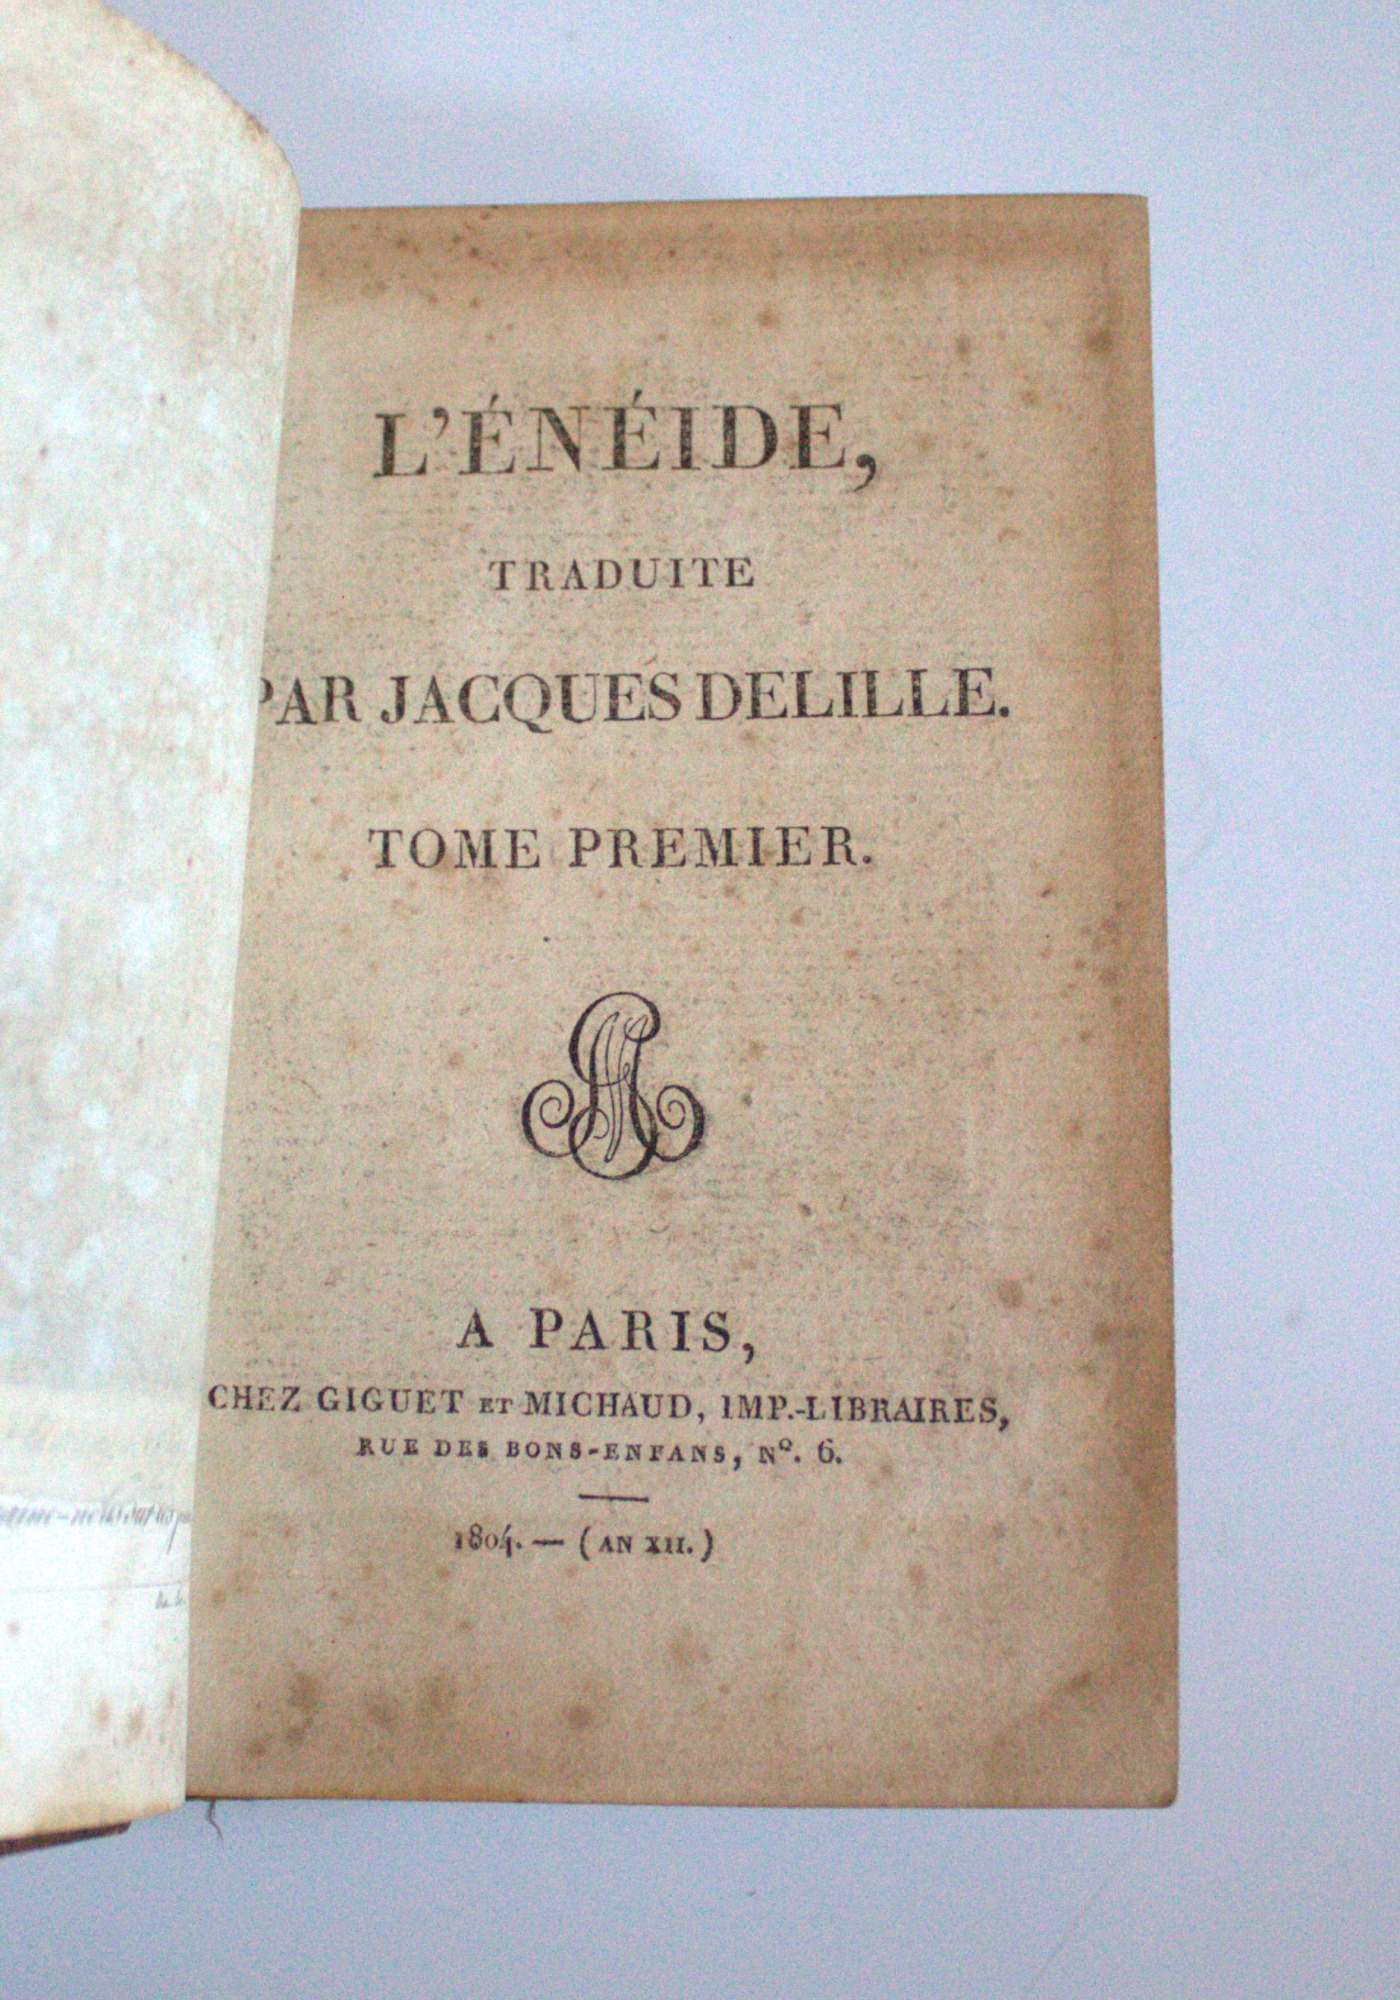 L'ÉNÉIDE,
TRADUITE
PAR JACQUES DELILLE.
TOME PREMIER.
A PARIS,
CHEZ GIGUET ET MICHAUD, IMP.-LIBRAIRES,
RUE DES BONS-ENFANS, Nº. 6.
1804. — (AN XII.)